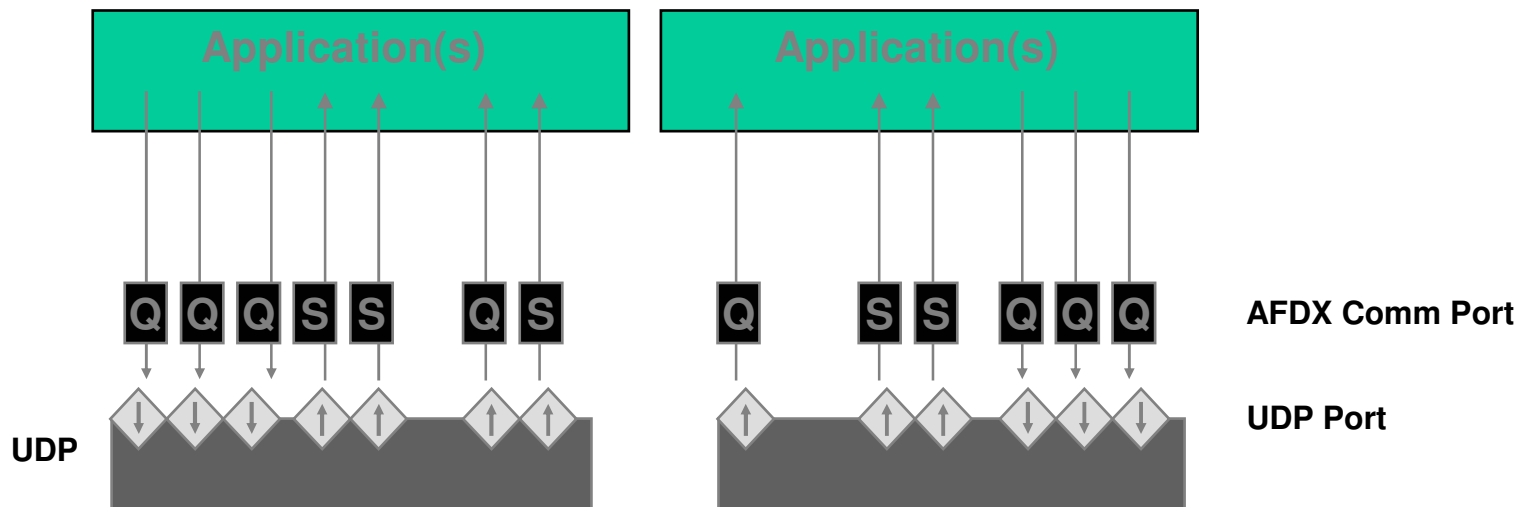 Application(s) Application(s)
Q Q Q S S Q S Q S S Q Q Q AFDX Comm Port
UDP Port
UDP